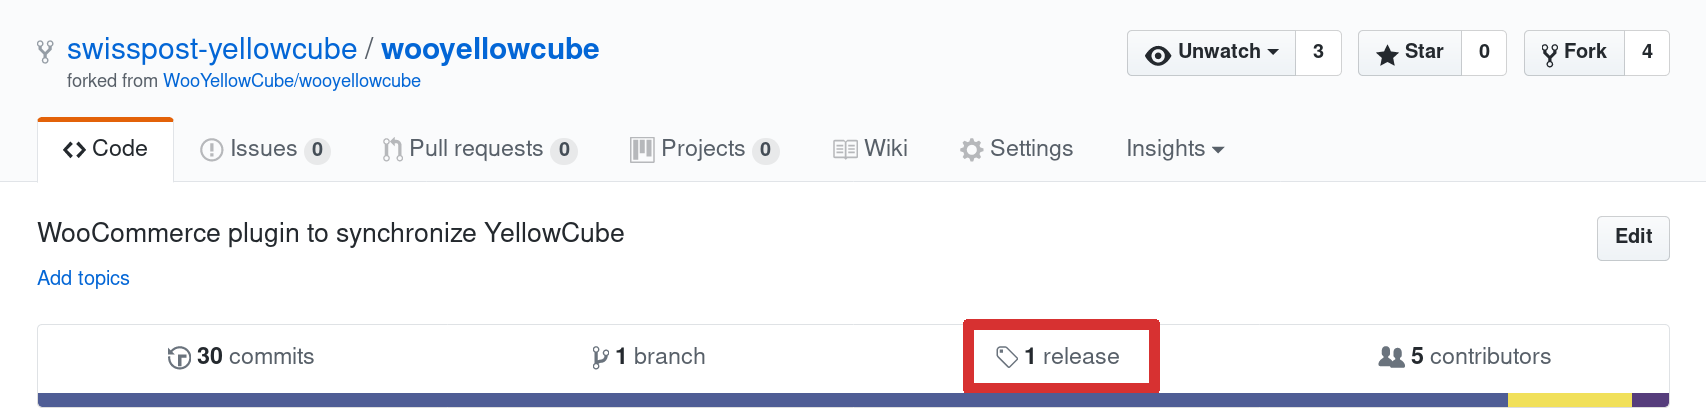 swisspost-yellowcube / wooyellowcube
forked from WooYellowCube/wooyellowcube
Unwatch 3 Star 0 Fork 4
Code Issues 0 Pull requests 0 Projects 0 Wiki Settings Insights
WooCommerce plugin to synchronize YellowCube
Edit
Add topics
30 commits 1 branch 1 release 5 contributors